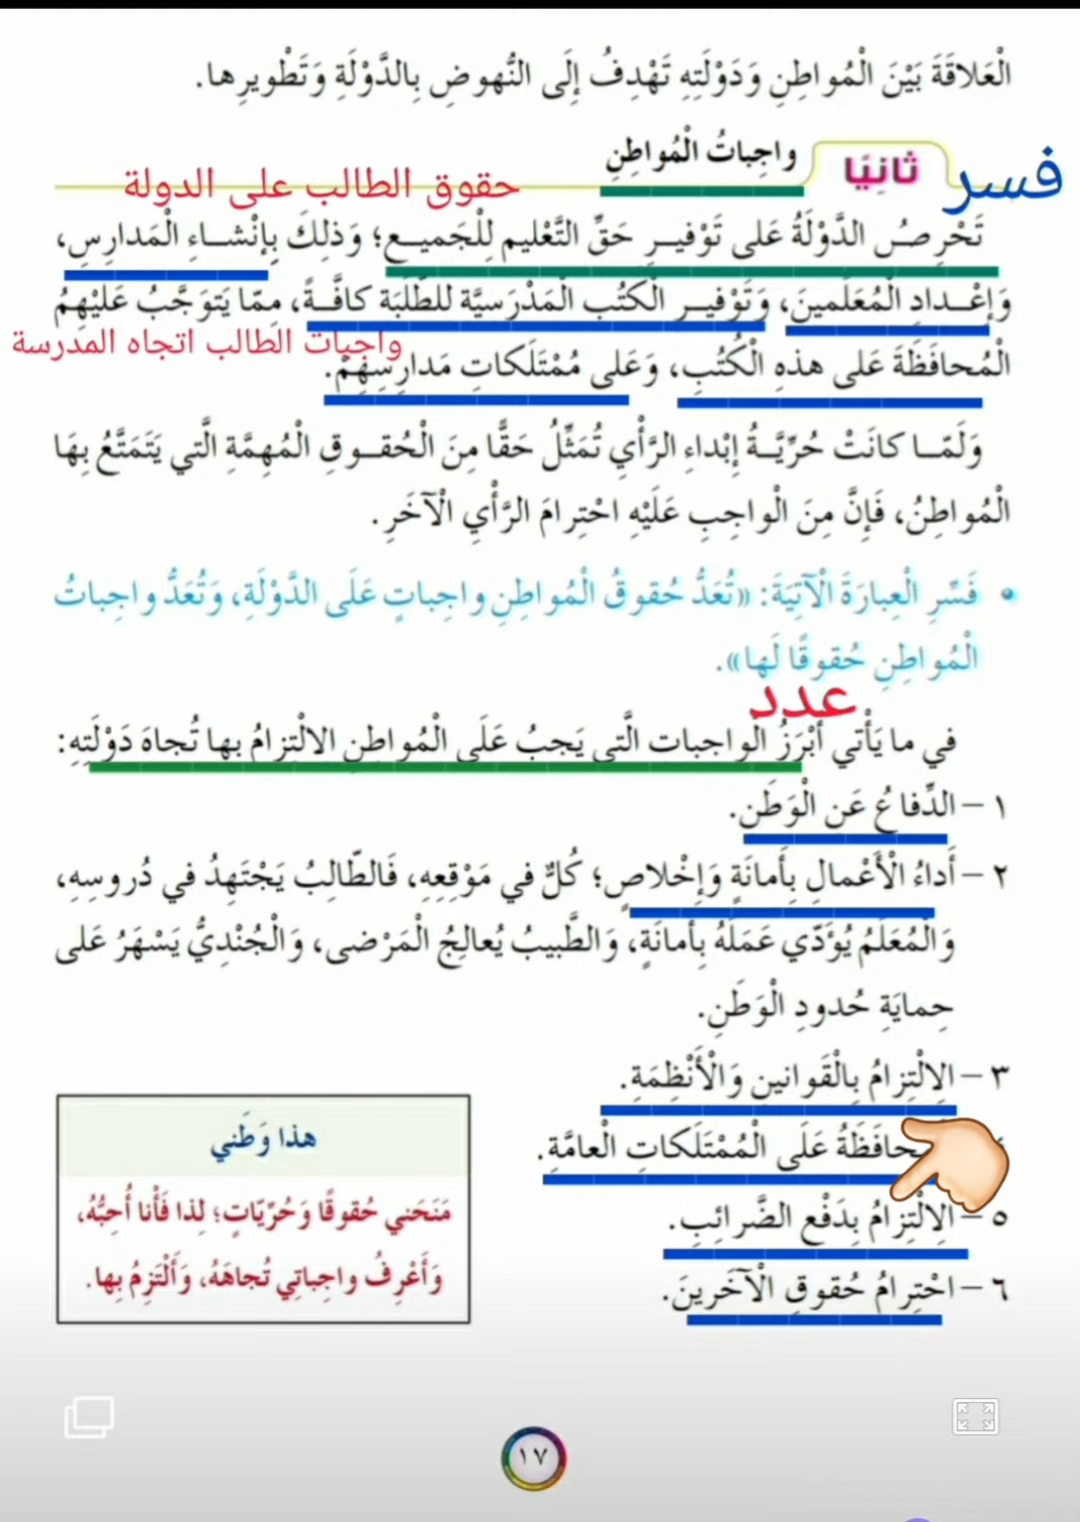 الْعَلاقَةَ بَيْنَ الْمُواطِنِ وَدَوْلَتِهِ تَهْدِفُ إِلَى النُّهوضِ بِالدَّوْلَةِ وَتَطْويرِها.
ثانِيًا واجِباتُ الْمُواطِنِ
فسر
حقوق الطالب على الدولة
تَحْرِصُ الدَّوْلَةُ عَلى تَوْفيرِ حَقِّ التَّعْليمِ لِلْجَميعِ؛ وَذلِكَ بِإِنْشاءِ الْمَدارِسِ،
وَإِعْدادِ الْمُعَلِّمينَ، وَتَوْفيرِ الْكُتُبِ الْمَدْرَسِيَّةِ للطَّلَبَةِ كافَّةً، مِمّا يَتَوَجَّبُ عَلَيْهِمُ
واجبات الطالب اتجاه المدرسة
الْمُحافَظَةَ عَلى هذهِ الْكُتُبِ، وَعَلى مُمْتَلَكاتِ مَدارِسِهِمْ.
وَلَمّا كانَتْ حُرِّيَّةُ إِبْداءِ الرَّأْيِ تُمَثِّلُ حَقًّا مِنَ الْحُقوقِ الْمُهِمَّةِ الَّتي يَتَمَتَّعُ بِهَا
الْمُواطِنُ، فَإِنَّ مِنَ الْواجِبِ عَلَيْهِ احْتِرامَ الرَّأْيِ الْآخَرِ.
• فَسِّرِ الْعِبارَةَ الْآتِيَةَ: «تُعَدُّ حُقوقُ الْمُواطِنِ واجِباتٍ عَلَى الدَّوْلَةِ، وَتُعَدُّ واجِباتُ
الْمُواطِنِ حُقوقًا لَها».
عدد
في ما يَأْتي أَبْرَزُ الْواجِبات الَّتي يَجِبُ عَلَى الْمُواطِنِ الالْتِزامُ بها تُجاهَ دَوْلَتِهِ:
١ – الدِّفاعُ عَنِ الْوَطَنِ.
٢ – أَداءُ الْأَعْمالِ بِأَمانَةٍ وَإِخْلاصٍ؛ كُلٌّ في مَوْقِعِهِ، فَالطّالِبُ يَجْتَهِدُ في دُروسِهِ،
وَالْمُعَلِّمُ يُؤَدّي عَمَلَهُ بِأَمانَةٍ، وَالطَّبيبُ يُعالِجُ الْمَرْضى، وَالْجُنْدِيُّ يَسْهَرُ عَلى
حِمايَةِ حُدودِ الْوَطَنِ.
٣ – الِالْتِزامُ بِالْقَوانينِ وَالْأَنْظِمَةِ.
عَلَى الْمُمْتَلَكاتِ الْعامَّةِ.
٥ – الِالْتِزامُ بِدَفْعِ الضَّرائِبِ.
٦ – احْتِرامُ حُقوقِ الْآخَرينَ.
هذا وَطَني
مَنَحَني حُقوقًا وَحُرِّيّاتٍ؛ لِذا فَأَنا أُحِبُّهُ،
وَأَعْرِفُ واجِباتي تُجاهَهُ، وَأَلْتَزِمُ بِها.
١٧